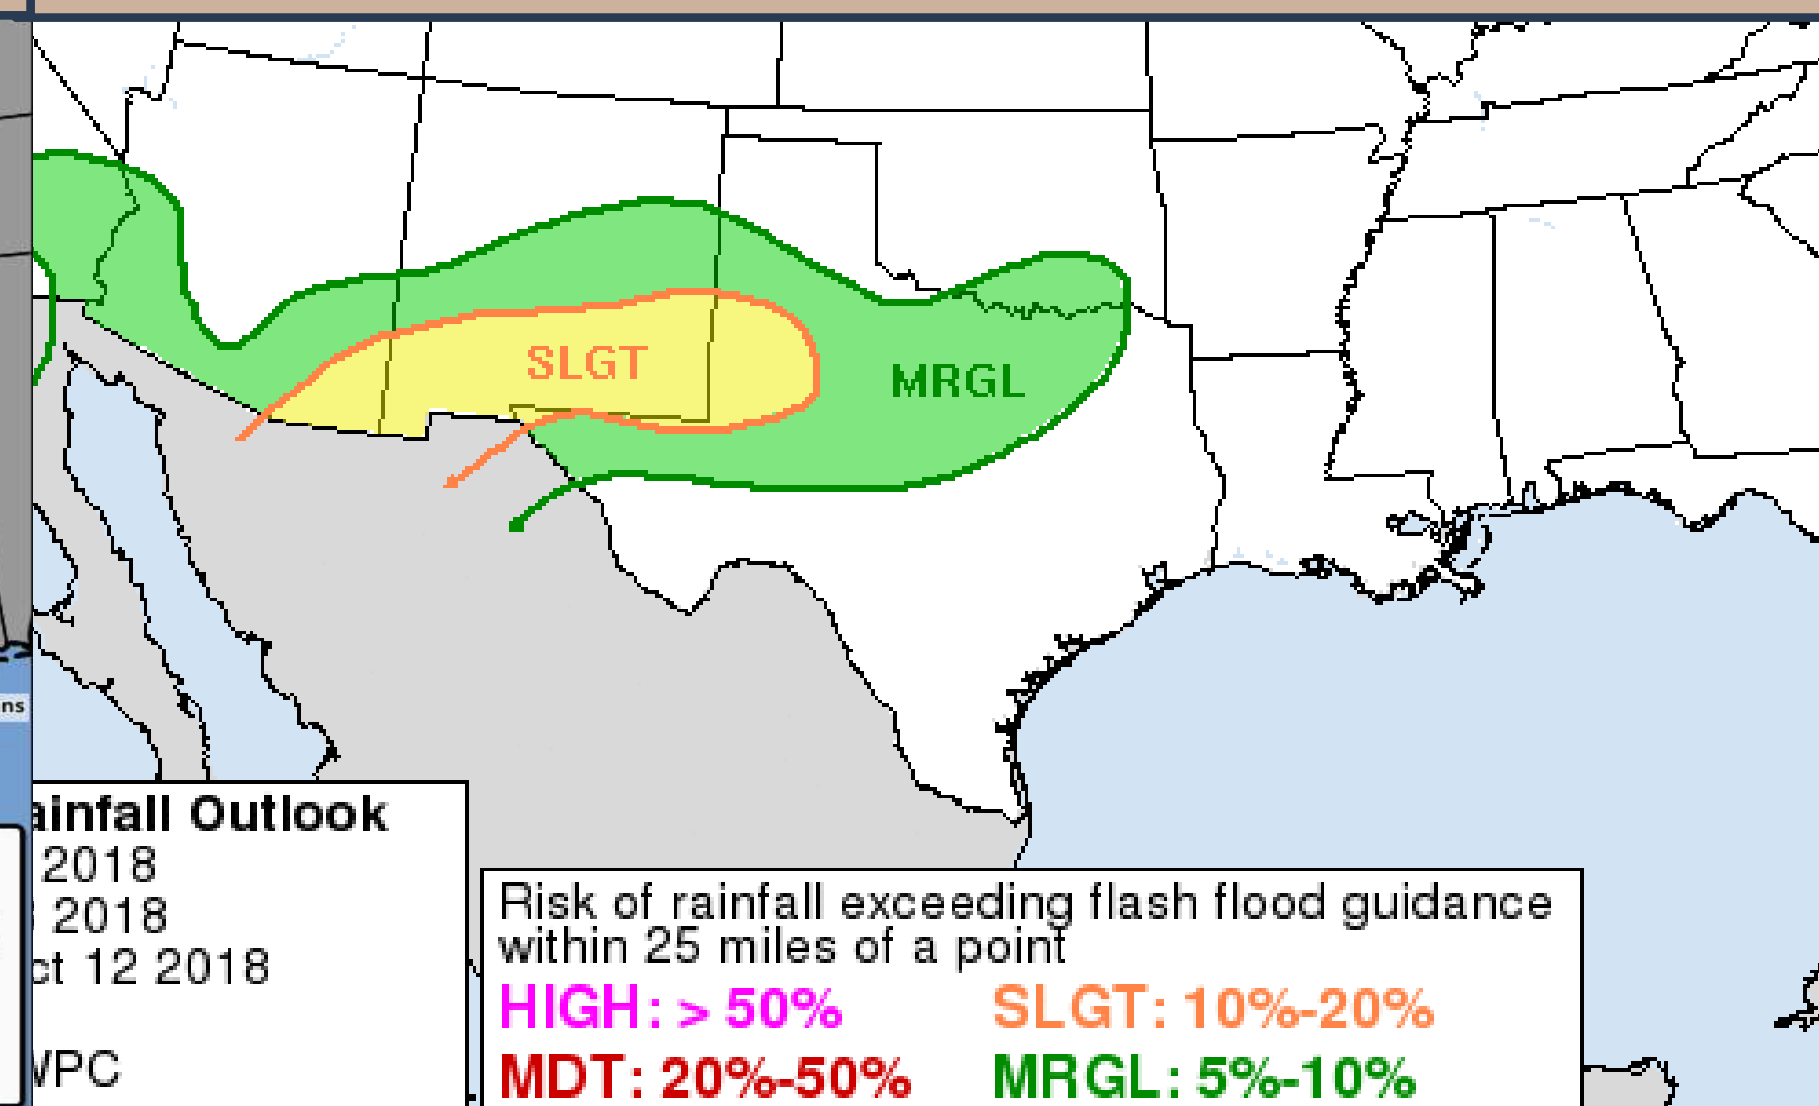 SLGT
MRGL
ns
ainfall Outlook
2018
2018
ct 12 2018
WPC
Risk of rainfall exceeding flash flood guidance
within 25 miles of a point
HIGH: > 50% SLGT: 10%-20%
MDT: 20%-50% MRGL: 5%-10%